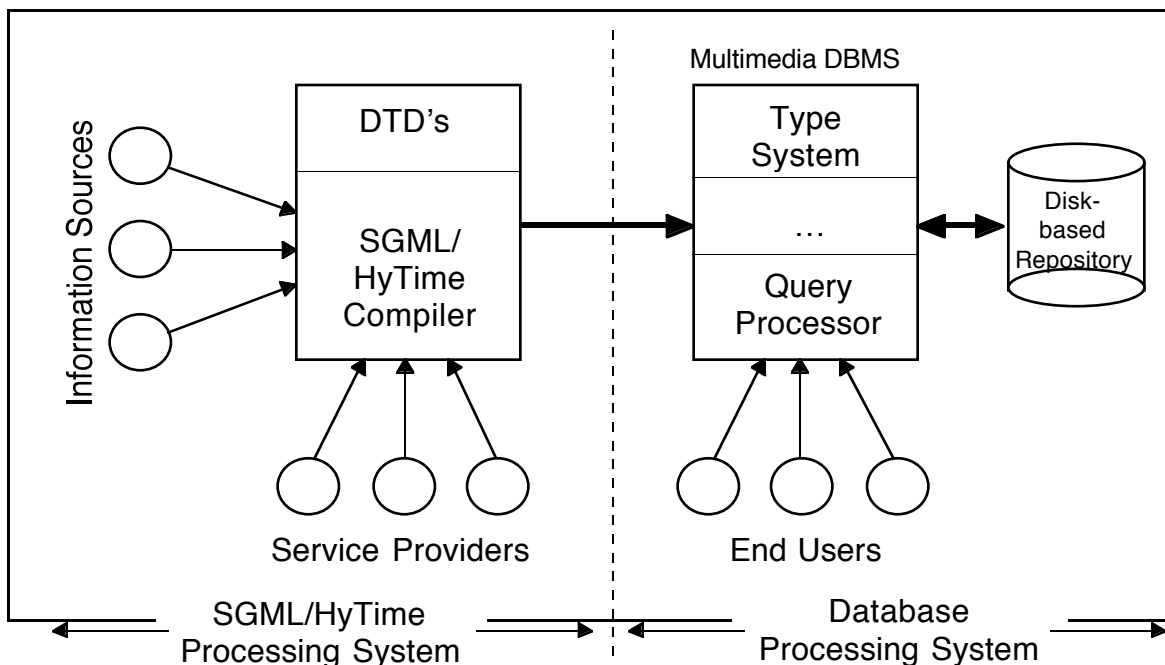 Information Sources
DTD's
SGML/
HyTime
Compiler
Service Providers
SGML/HyTime
Processing System
Multimedia DBMS
Type
System
...
Query
Processor
Disk-
based
Repository
End Users
Database
Processing System